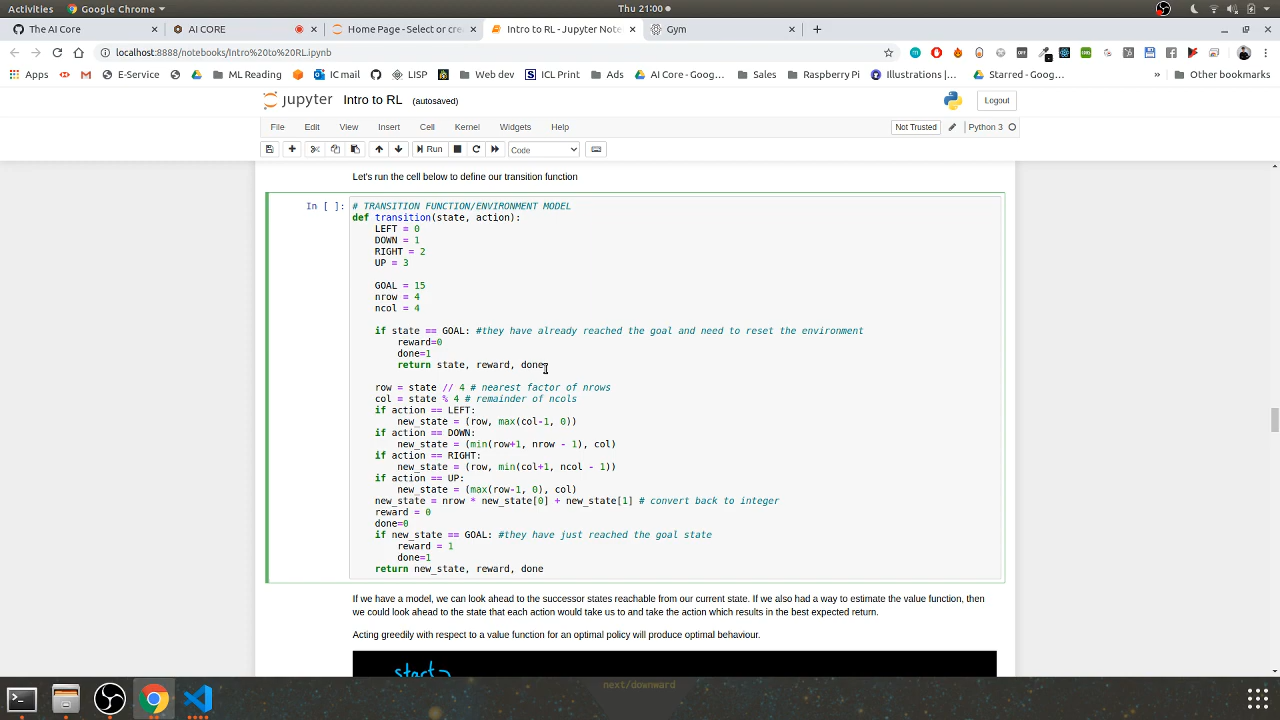 Activities
Google Chrome
Thu 21:00
The AI Core
AI CORE
Home Page - Select or cre
Intro to RL - Jupyter Note
Gym
localhost:8888/notebooks/Intro%20to%20RL.ipynb
Apps
E-Service
ML Reading
IC mail
LISP
Web dev
ICL Print
Ads
AI Core - Goog…
Sales
Raspberry Pi
Illustrations |…
Starred - Goog…
»
Other bookmarks
jupyter
Intro to RL
(autosaved)
Logout
File
Edit
View
Insert
Cell
Kernel
Widgets
Help
Not Trusted
Python 3
Run
Code
Let's run the cell below to define our transition function
In [ ]:
# TRANSITION FUNCTION/ENVIRONMENT MODEL
def transition(state, action):
LEFT = 0
DOWN = 1
RIGHT = 2
UP = 3
GOAL = 15
nrow = 4
ncol = 4
if state == GOAL: #they have already reached the goal and need to reset the environment
reward=0
done=1
return state, reward, done
row = state // 4 # nearest factor of nrows
col = state % 4 # remainder of ncols
if action == LEFT:
new_state = (row, max(col-1, 0))
if action == DOWN:
new_state = (min(row+1, nrow - 1), col)
if action == RIGHT:
new_state = (row, min(col+1, ncol - 1))
if action == UP:
new_state = (max(row-1, 0), col)
new_state = nrow * new_state[0] + new_state[1] # convert back to integer
reward = 0
done=0
if new_state == GOAL: #they have just reached the goal state
reward = 1
done=1
return new_state, reward, done
If we have a model, we can look ahead to the successor states reachable from our current state. If we also had a way to estimate the value function, then
we could look ahead to the state that each action would take us to and take the action which results in the best expected return.
Acting greedily with respect to a value function for an optimal policy will produce optimal behaviour.
start
next/downward